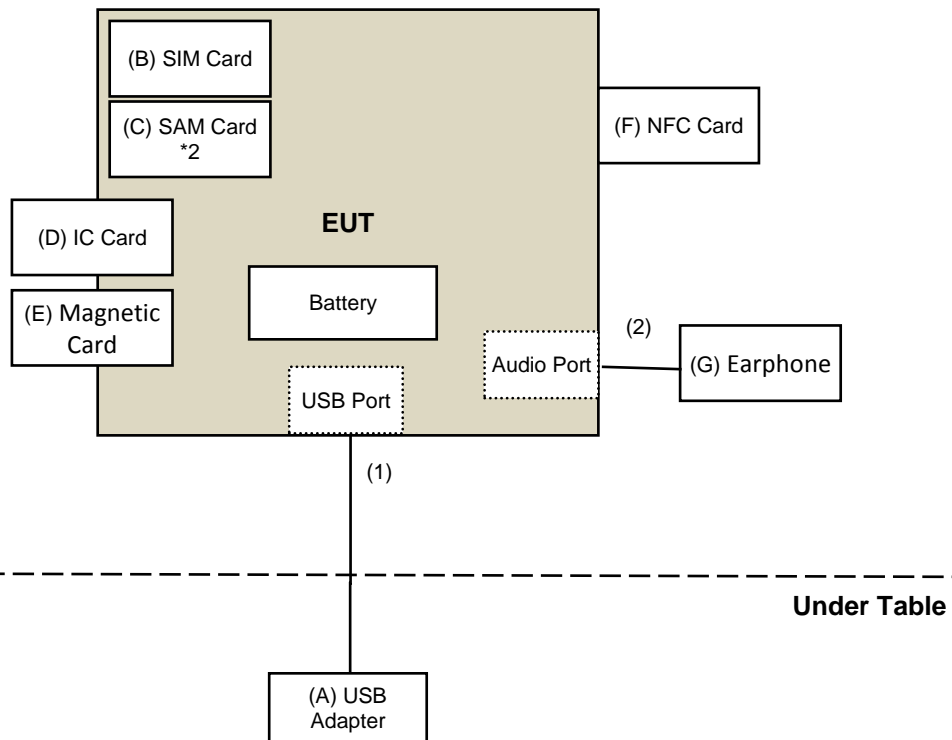 (B) SIM Card
(C) SAM Card
*2
(F) NFC Card
(D) IC Card
EUT
(E) Magnetic
Card
Battery
(2)
Audio Port
(G) Earphone
USB Port
(1)
Under Table
(A) USB
Adapter